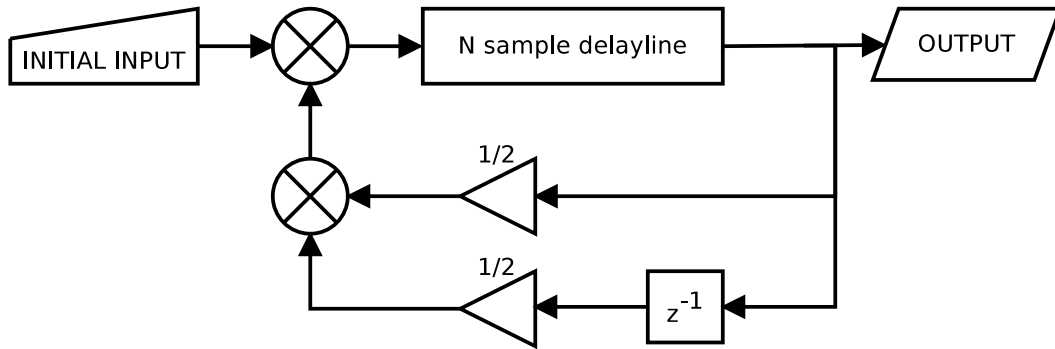 INITIAL INPUT
N sample delayline
OUTPUT
1/2
1/2
z-1